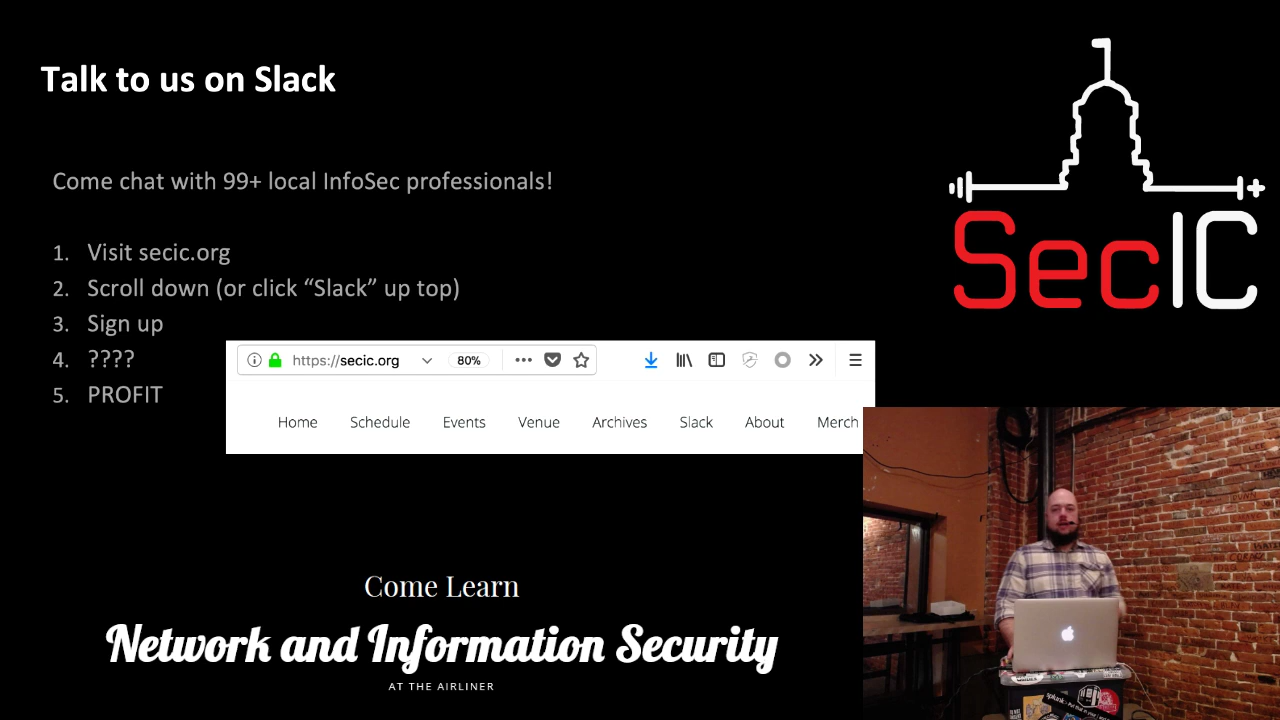 Talk to us on Slack
Come chat with 99+ local InfoSec professionals!
1. Visit secic.org
2. Scroll down (or click “Slack” up top)
3. Sign up
4. ????
5. PROFIT
SecIC
https://secic.org 80%
Home Schedule Events Venue Archives Slack About Merch
Come Learn
Network and Information Security
AT THE AIRLINER
splunk>